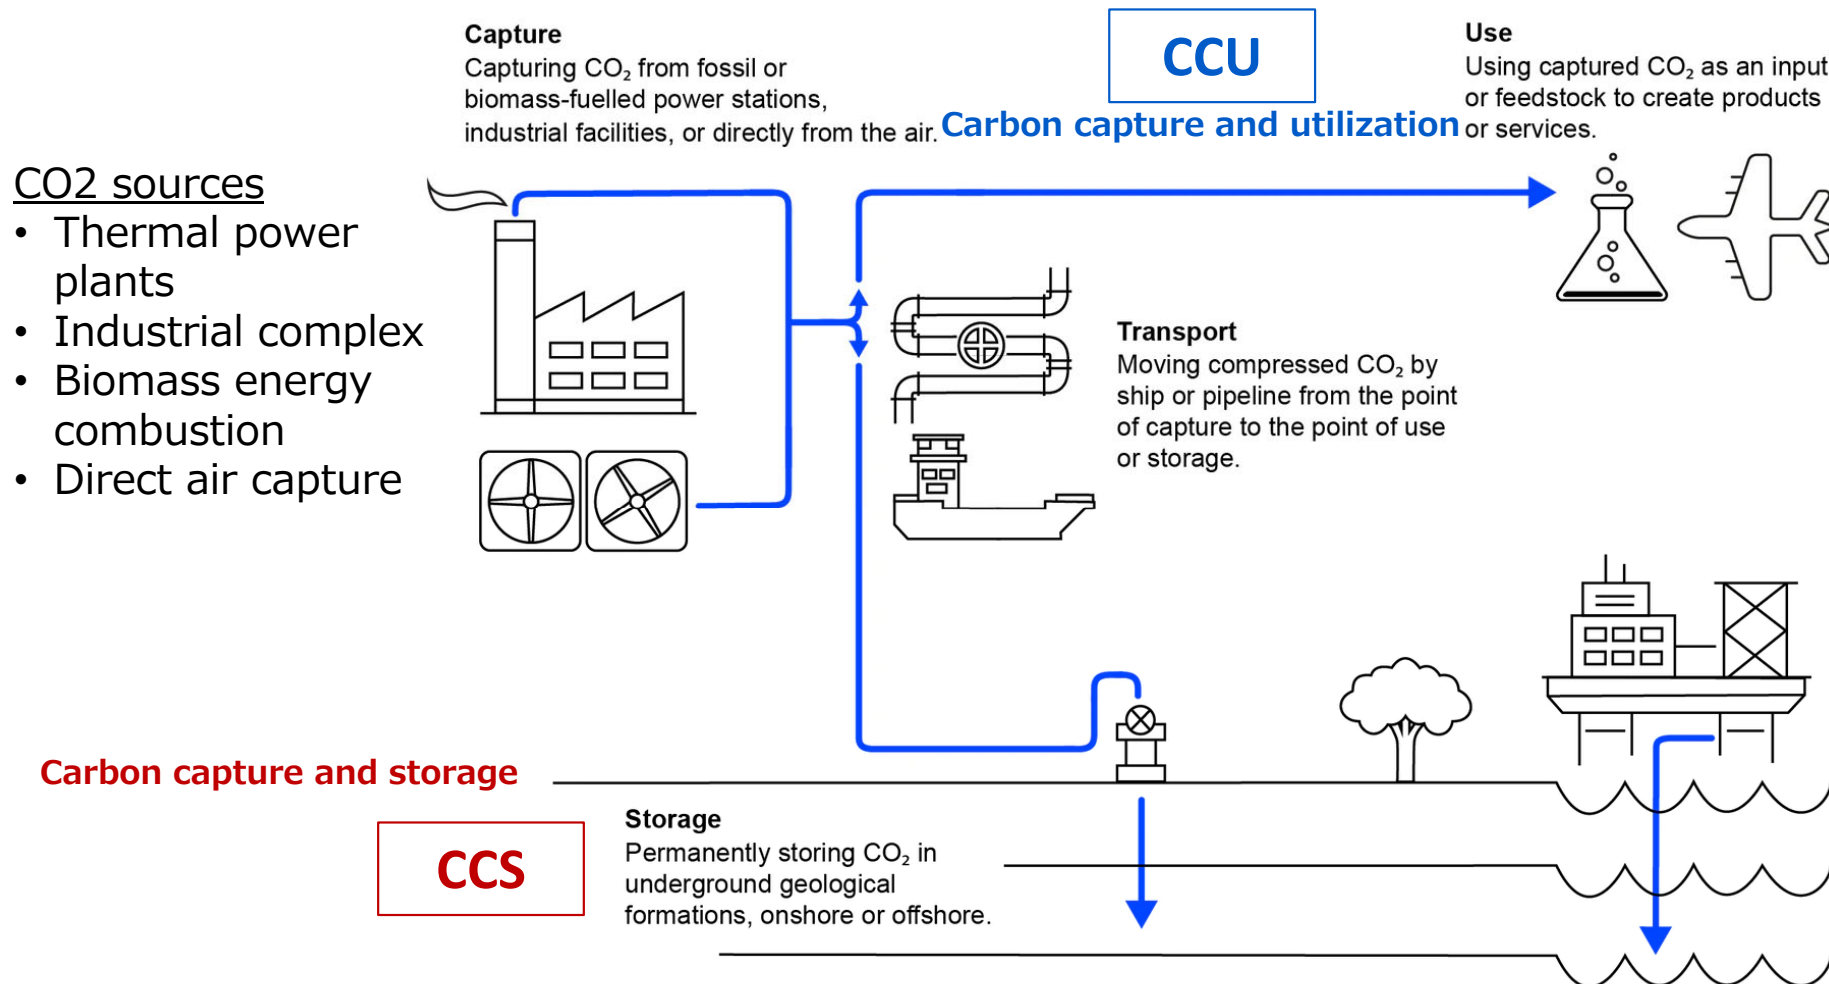 Capture
Capturing CO₂ from fossil or
biomass-fuelled power stations,
industrial facilities, or directly from the air.
CCU
Carbon capture and utilization
Use
Using captured CO₂ as an input
or feedstock to create products
or services.
CO2 sources
• Thermal power
plants
• Industrial complex
• Biomass energy
combustion
• Direct air capture
Transport
Moving compressed CO₂ by
ship or pipeline from the point
of capture to the point of use
or storage.
Carbon capture and storage
CCS
Storage
Permanently storing CO₂ in
underground geological
formations, onshore or offshore.